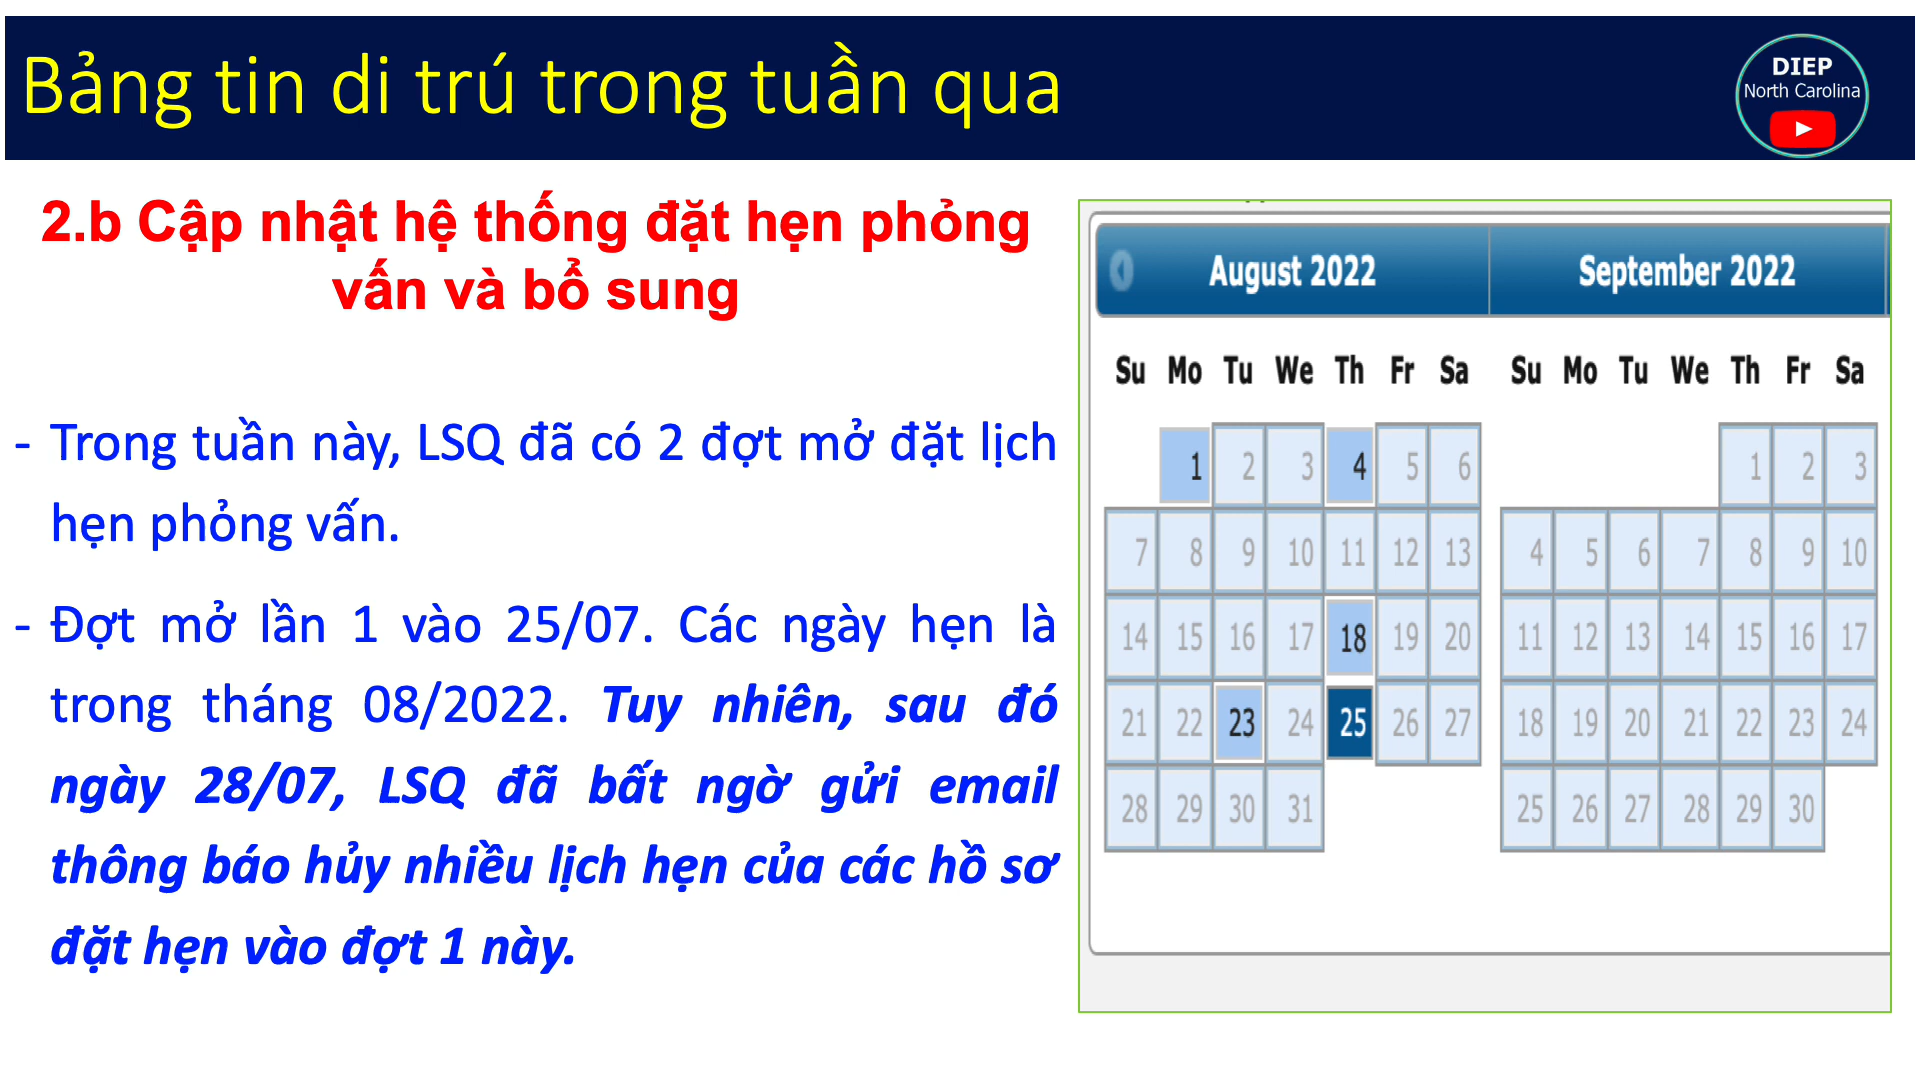 Bảng tin di trú trong tuần qua
DIEP
North Carolina
2.b Cập nhật hệ thống đặt hẹn phỏng
vấn và bổ sung
- Trong tuần này, LSQ đã có 2 đợt mở đặt lịch
hẹn phỏng vấn.
- Đợt mở lần 1 vào 25/07. Các ngày hẹn là
trong tháng 08/2022. Tuy nhiên, sau đó
ngày 28/07, LSQ đã bất ngờ gửi email
thông báo hủy nhiều lịch hẹn của các hồ sơ
đặt hẹn vào đợt 1 này.
August 2022
Su Mo Tu We Th Fr Sa
1 2 3 4 5 6
7 8 9 10 11 12 13
14 15 16 17 18 19 20
21 22 23 24 25 26 27
28 29 30 31
September 2022
Su Mo Tu We Th Fr Sa
1 2 3
4 5 6 7 8 9 10
11 12 13 14 15 16 17
18 19 20 21 22 23 24
25 26 27 28 29 30